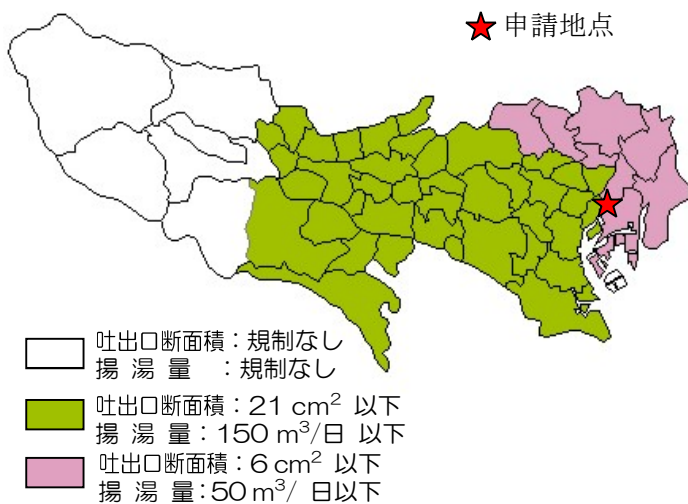 申請地点
吐出口断面積：規制なし
揚 湯 量 ：規制なし
吐出口断面積：21 cm² 以下
揚 湯 量：150 m³/日 以下
吐出口断面積：6 cm² 以下
揚 湯 量：50 m³/ 日以下